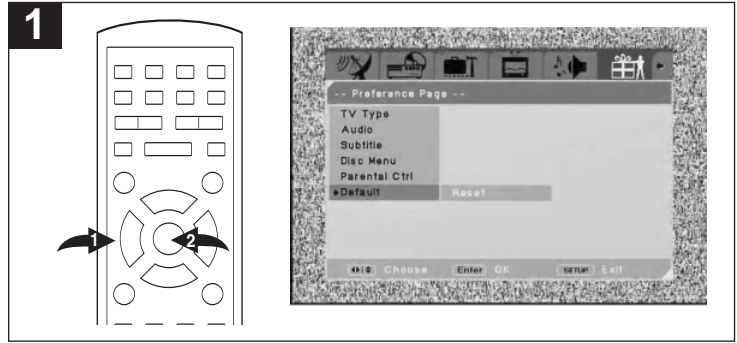 1
1
2
-- Preference Page --
TV Type
Audio
Subtitle
Disc Menu
Parental Ctrl
Default Reset
Choose Enter OK SETUP Exit